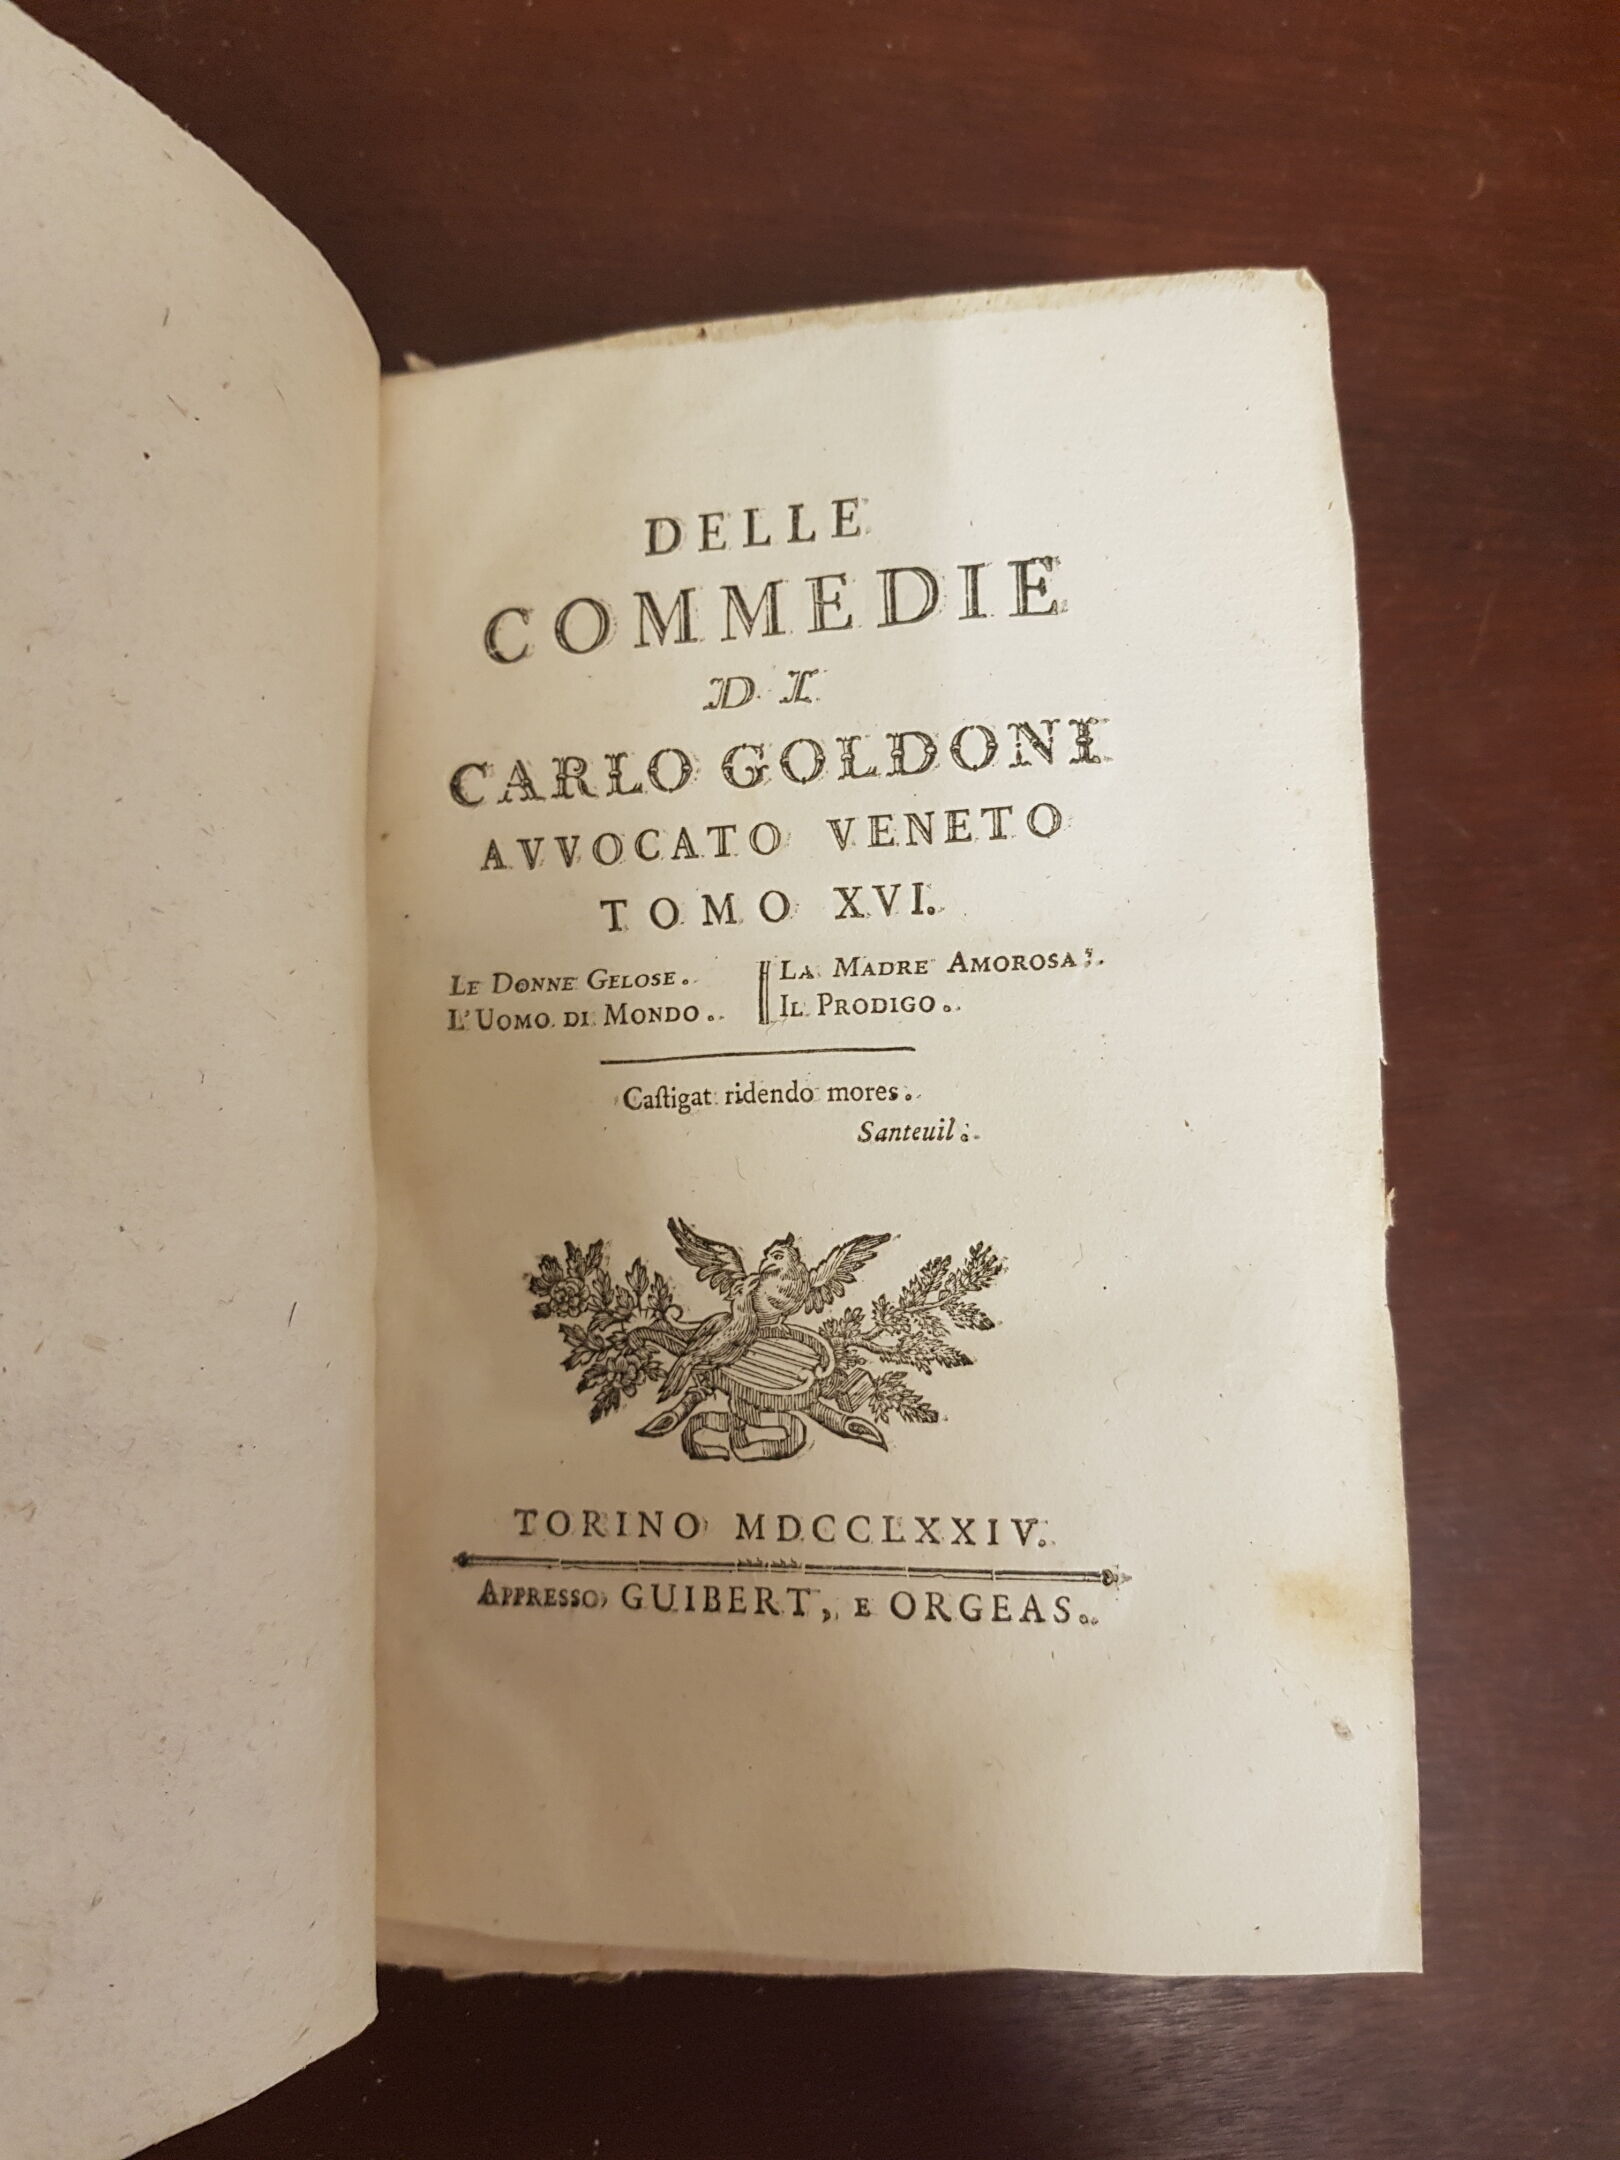 DELLE
COMMEDIE
DI
CARLO GOLDONI
AVVOCATO VENETO
TOMO XVI.
LE DONNE GELOSE. LA MADRE AMOROSA.
L'UOMO DI MONDO. IL PRODIGO.
Caſtigat ridendo mores.
Santeuil.
TORINO MDCCLXXIV.
APPRESSO GUIBERT, E ORGEAS.